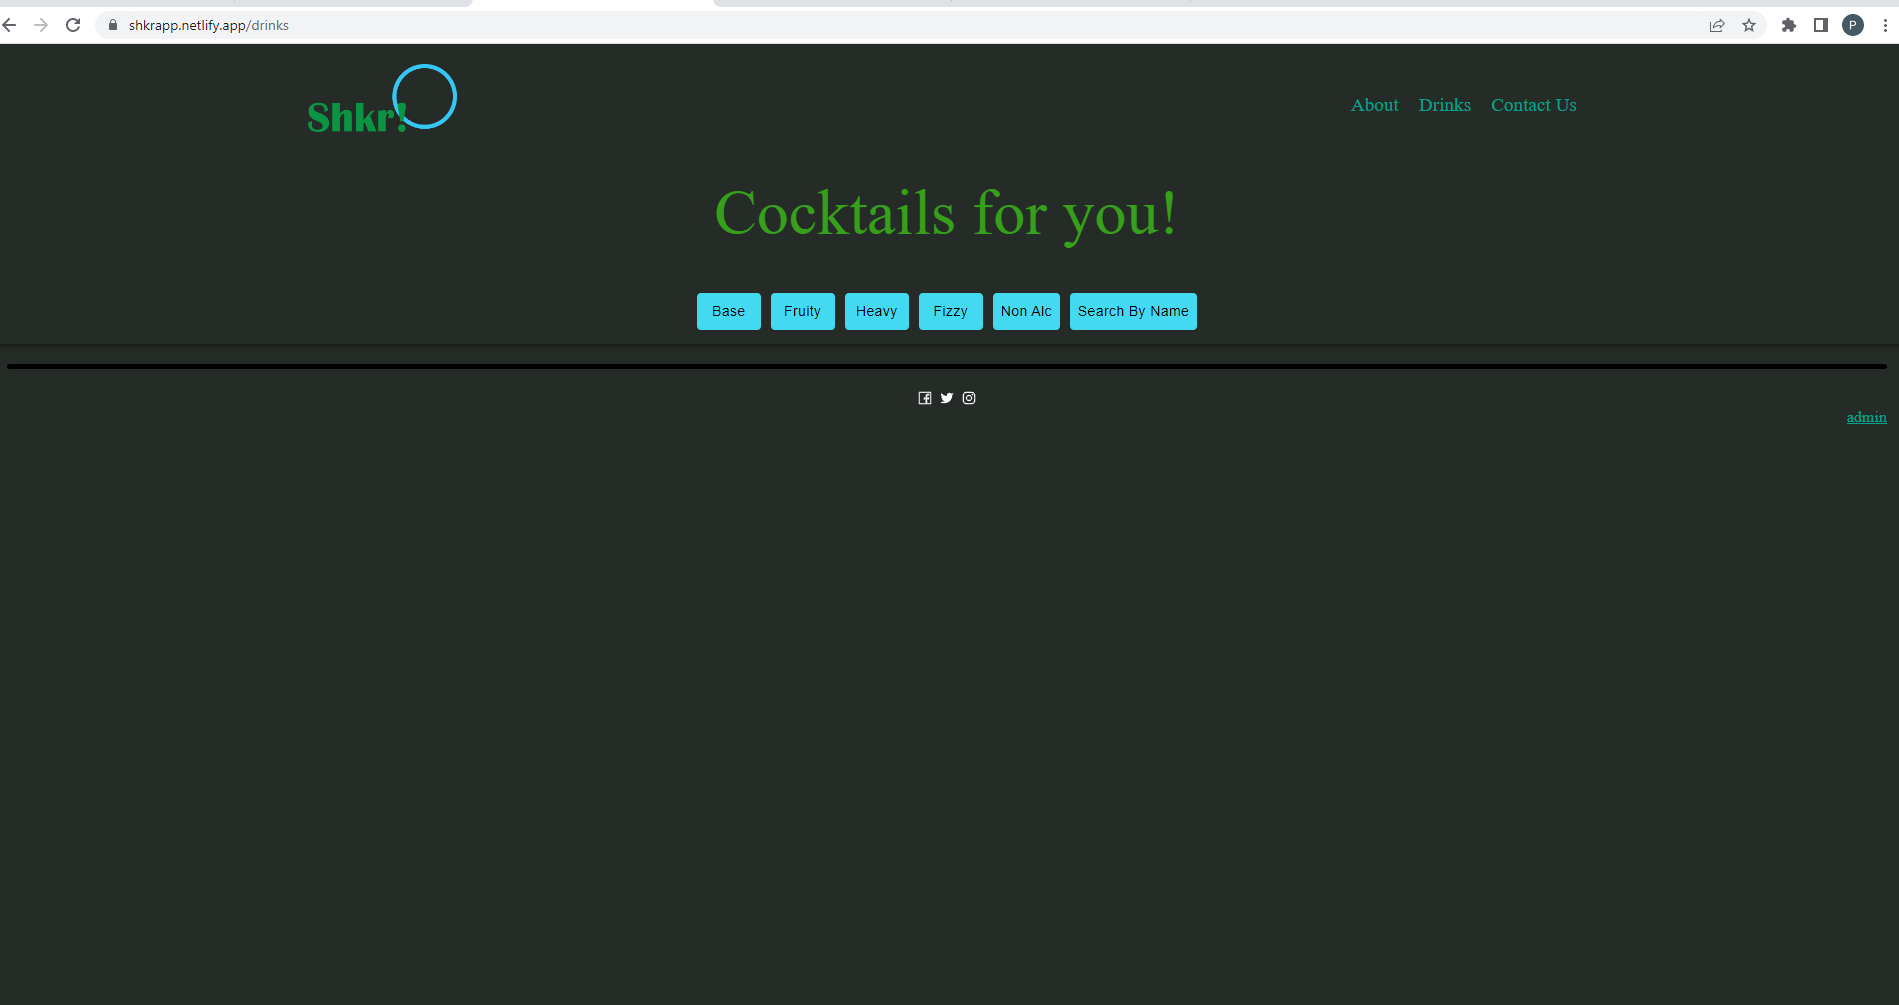 shkrapp.netlify.app/drinks
P
Shkr!
About Drinks Contact Us
Cocktails for you!
Base Fruity Heavy Fizzy Non Alc Search By Name
admin